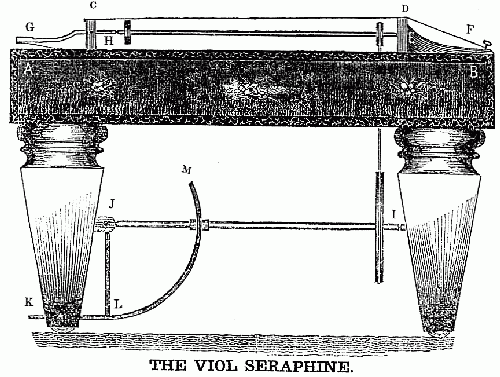 C D
G H F
A B
M
J I
K L
THE VIOL SERAPHINE.